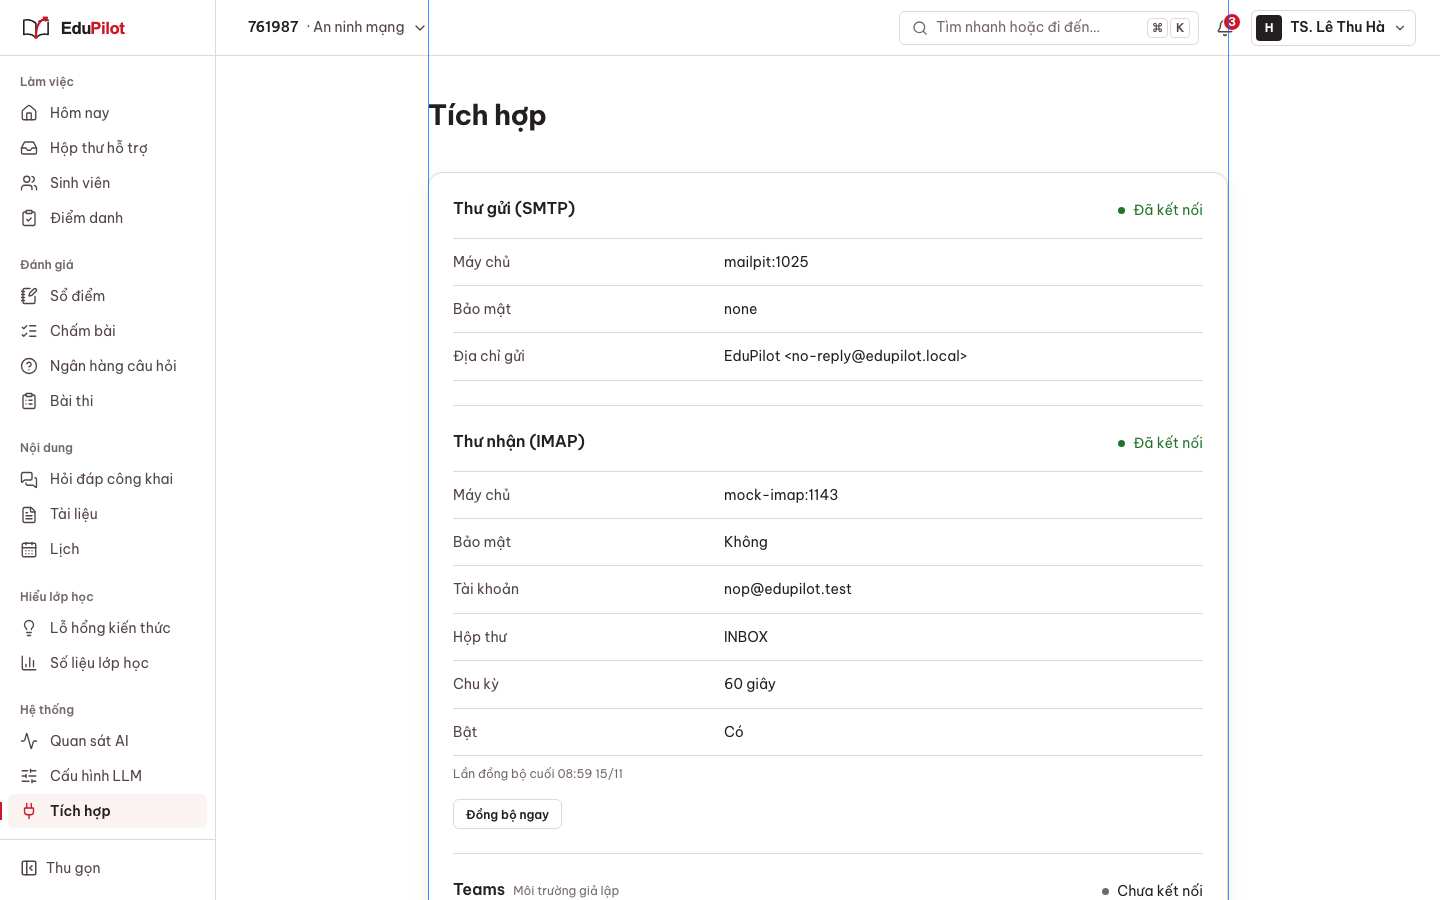 EduPilot
761987 · An ninh mạng
Tìm nhanh hoặc đi đến...
⌘ K
3
H
TS. Lê Thu Hà
Làm việc
Hôm nay
Hộp thư hỗ trợ
Sinh viên
Điểm danh
Đánh giá
Sổ điểm
Chấm bài
Ngân hàng câu hỏi
Bài thi
Nội dung
Hỏi đáp công khai
Tài liệu
Lịch
Hiểu lớp học
Lỗ hổng kiến thức
Số liệu lớp học
Hệ thống
Quan sát AI
Cấu hình LLM
Tích hợp
Thu gọn
Tích hợp
Thư gửi (SMTP)
Đã kết nối
Máy chủ mailpit:1025
Bảo mật none
Địa chỉ gửi EduPilot <no-reply@edupilot.local>
Thư nhận (IMAP)
Đã kết nối
Máy chủ mock-imap:1143
Bảo mật Không
Tài khoản nop@edupilot.test
Hộp thư INBOX
Chu kỳ 60 giây
Bật Có
Lần đồng bộ cuối 08:59 15/11
Đồng bộ ngay
Teams Môi trường giả lập
Chưa kết nối